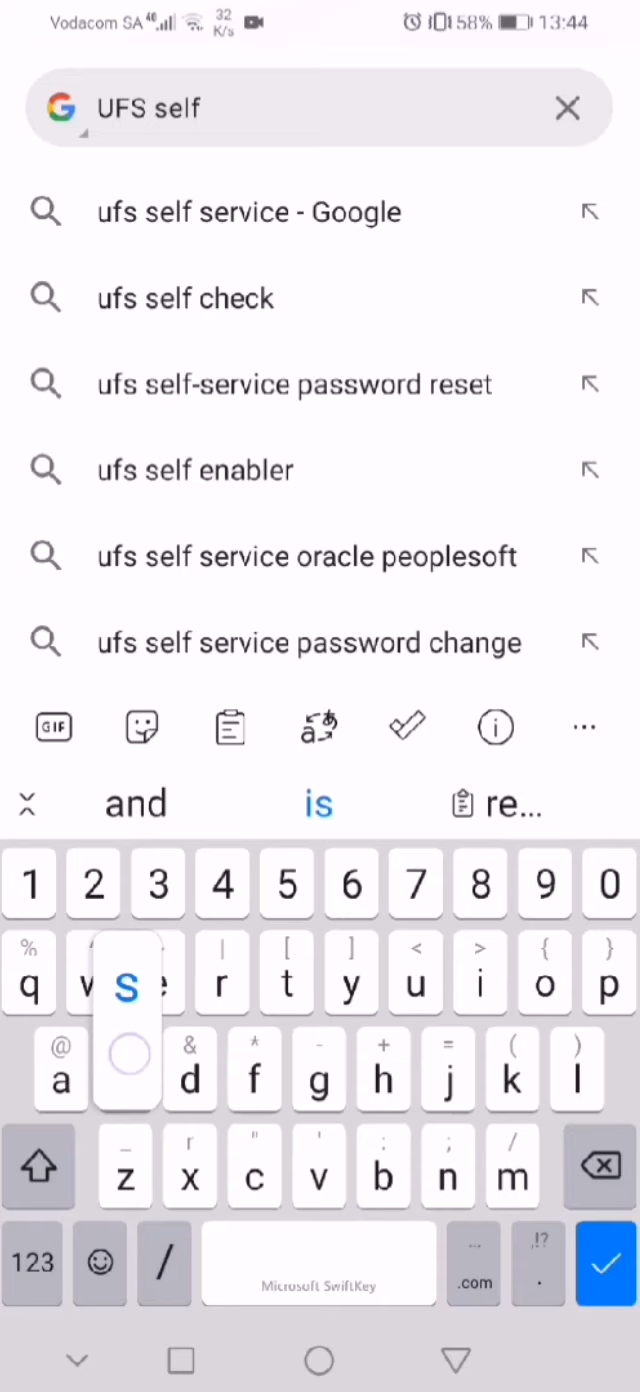 Vodacom SA 4G 32 K/s 58% 13:44
UFS self
ufs self service - Google
ufs self check
ufs self-service password reset
ufs self enabler
ufs self service oracle peoplesoft
ufs self service password change
GIF
and is re...
1 2 3 4 5 6 7 8 9 0
% | [ ] < > { }
q w e r t y u i o p
s
@ & * - + = ( )
a d f g h j k l
_ r " ' : ; /
z x c v b n m
123 / Microsoft SwiftKey ... .com ,!? .